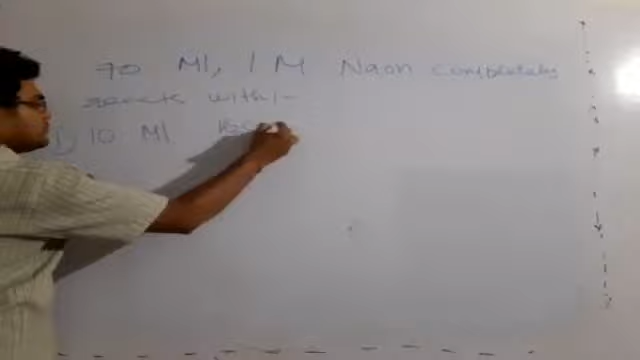 70 Ml, 1 M NaOH completely
reacts with :-
1) 10 Ml